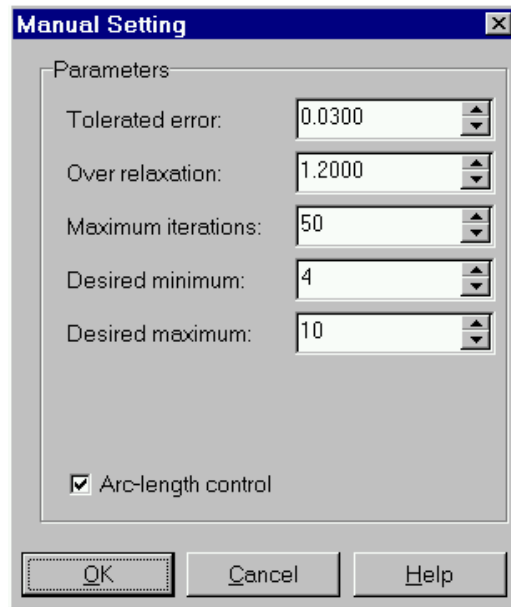 Manual Setting
Parameters
Tolerated error: 0.0300
Over relaxation: 1.2000
Maximum iterations: 50
Desired minimum: 4
Desired maximum: 10
Arc-length control
OK Cancel Help